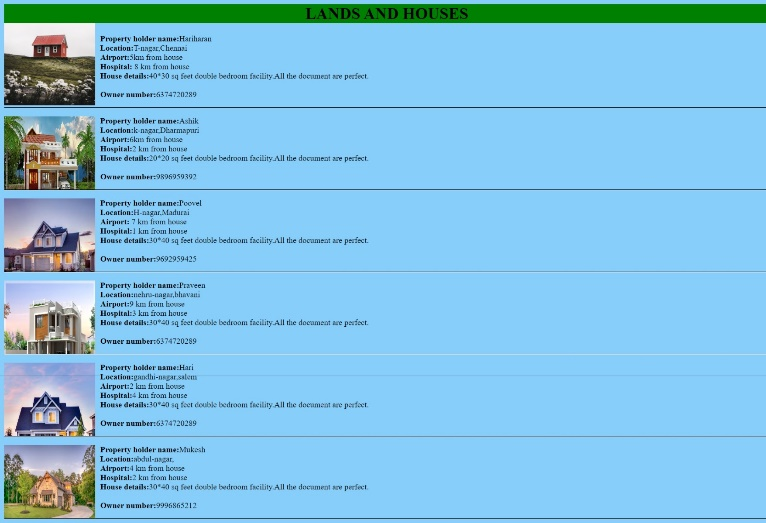 LANDS AND HOUSES
Property holder name:Hariharan
Location:T-nagar,Chennai
Airport:5km from house
Hospital: 8 km from house
House details:40*30 sq feet double bedroom facility.All the document are perfect.
Owner number:6374720289
Property holder name:Ashik
Location:k-nagar,Dharmapuri
Airport:6km from house
Hospital:2 km from house
House details:20*20 sq feet double bedroom facility.All the document are perfect.
Owner number:9896959392
Property holder name:Poovel
Location:H-nagar,Madurai
Airport: 7 km from house
Hospital:1 km from house
House details:30*40 sq feet double bedroom facility.All the document are perfect.
Owner number:9692959425
Property holder name:Praveen
Location:nehru-nagar,bhavani
Airport:9 km from house
Hospital:3 km from house
House details:30*40 sq feet double bedroom facility.All the document are perfect.
Owner number:6374720289
Property holder name:Hari
Location:gandhi-nagar,salem
Airport:2 km from house
Hospital:4 km from house
House details:30*40 sq feet double bedroom facility.All the document are perfect.
Owner number:6374720289
Property holder name:Mukesh
Location:abdul-nagar,
Airport:4 km from house
Hospital:2 km from house
House details:30*40 sq feet double bedroom facility.All the document are perfect.
Owner number:9996865212